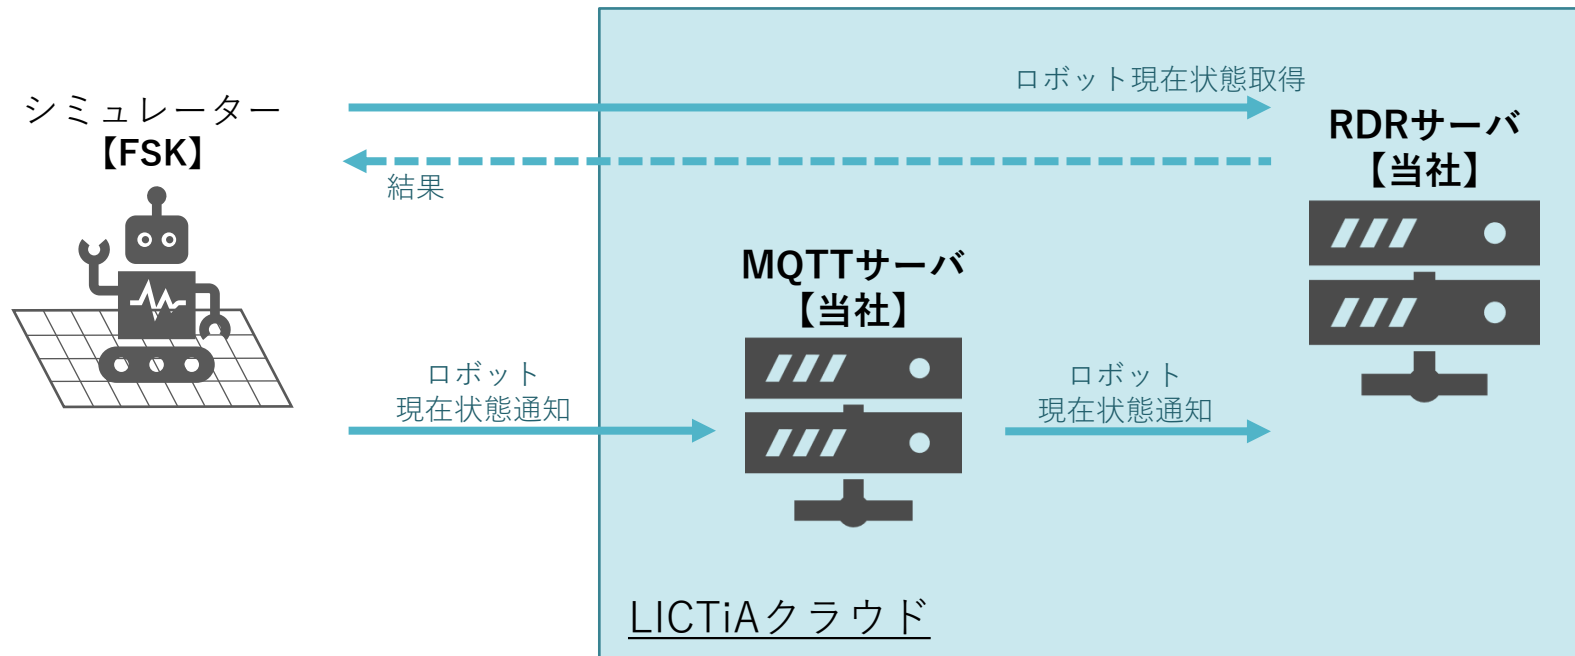 ロボット現在状態取得
シミュレーター
【FSK】
RDRサーバ
【当社】
結果
MQTTサーバ
【当社】
ロボット
現在状態通知
ロボット
現在状態通知
LICTiAクラウド